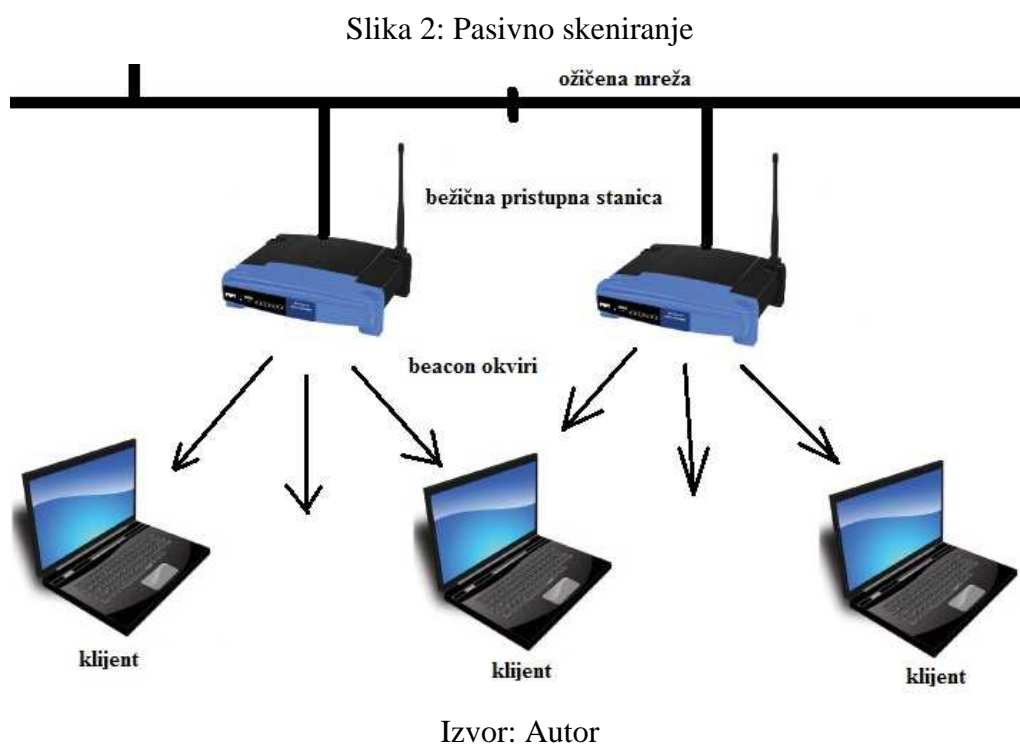 Slika 2: Pasivno skeniranje
ožičena mreža
bežična pristupna stanica
beacon okviri
klijent
klijent
klijent
Izvor: Autor